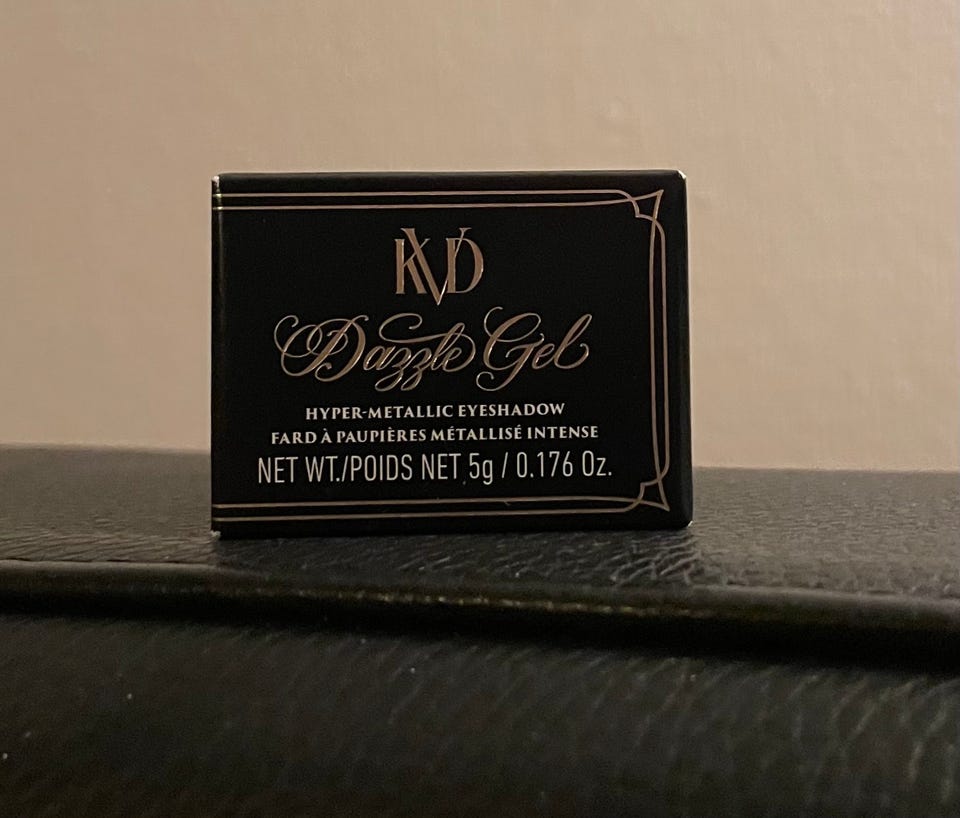 KVD
Dazzle Gel
HYPER-METALLIC EYESHADOW
FARD À PAUPIÈRES MÉTALLISÉ INTENSE
NET WT./POIDS NET 5g / 0.176 Oz.